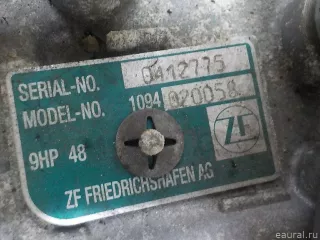 SERIAL-NO. 0412775
MODEL-NO. 1094 020058
9HP 48
ZF
ZF FRIEDRICHSHAFEN AG
eaural.ru